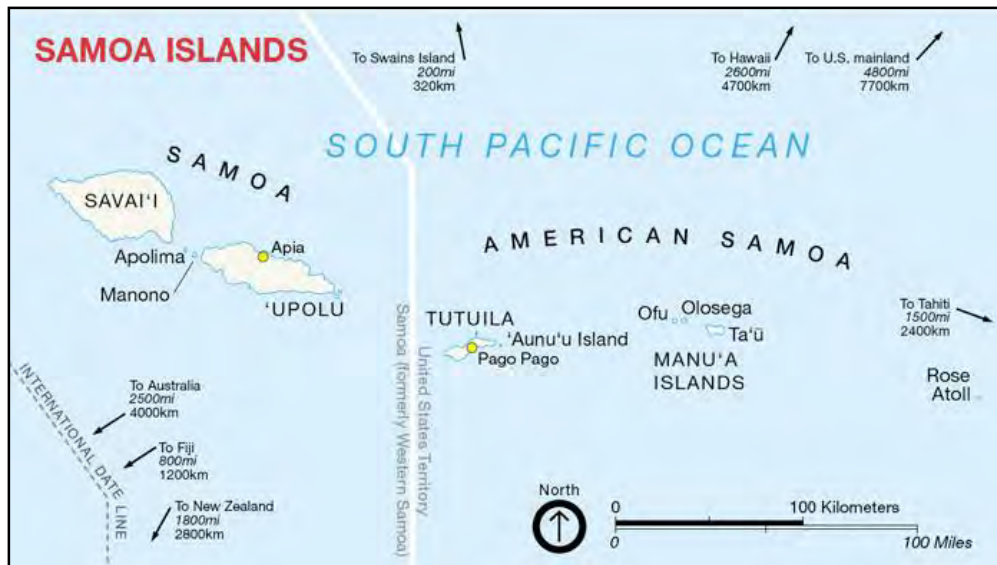 SAMOA ISLANDS
To Swains Island
200mi
320km
To Hawaii
2600mi
4700km
To U.S. mainland
4800mi
7700km
SOUTH PACIFIC OCEAN
SAMOA
SAVAI‘I
Apolima
Manono
Apia
‘UPOLU
AMERICAN SAMOA
TUTUILA
‘Aunu‘u Island
Pago Pago
Ofu
Olosega
Ta‘ū
MANU‘A
ISLANDS
To Tahiti
1500mi
2400km
Rose
Atoll
Samoa (formerly Western Samoa)
United States Territory
INTERNATIONAL DATE LINE
To Australia
2500mi
4000km
To Fiji
800mi
1200km
To New Zealand
1800mi
2800km
North
0 100 Kilometers
0 100 Miles